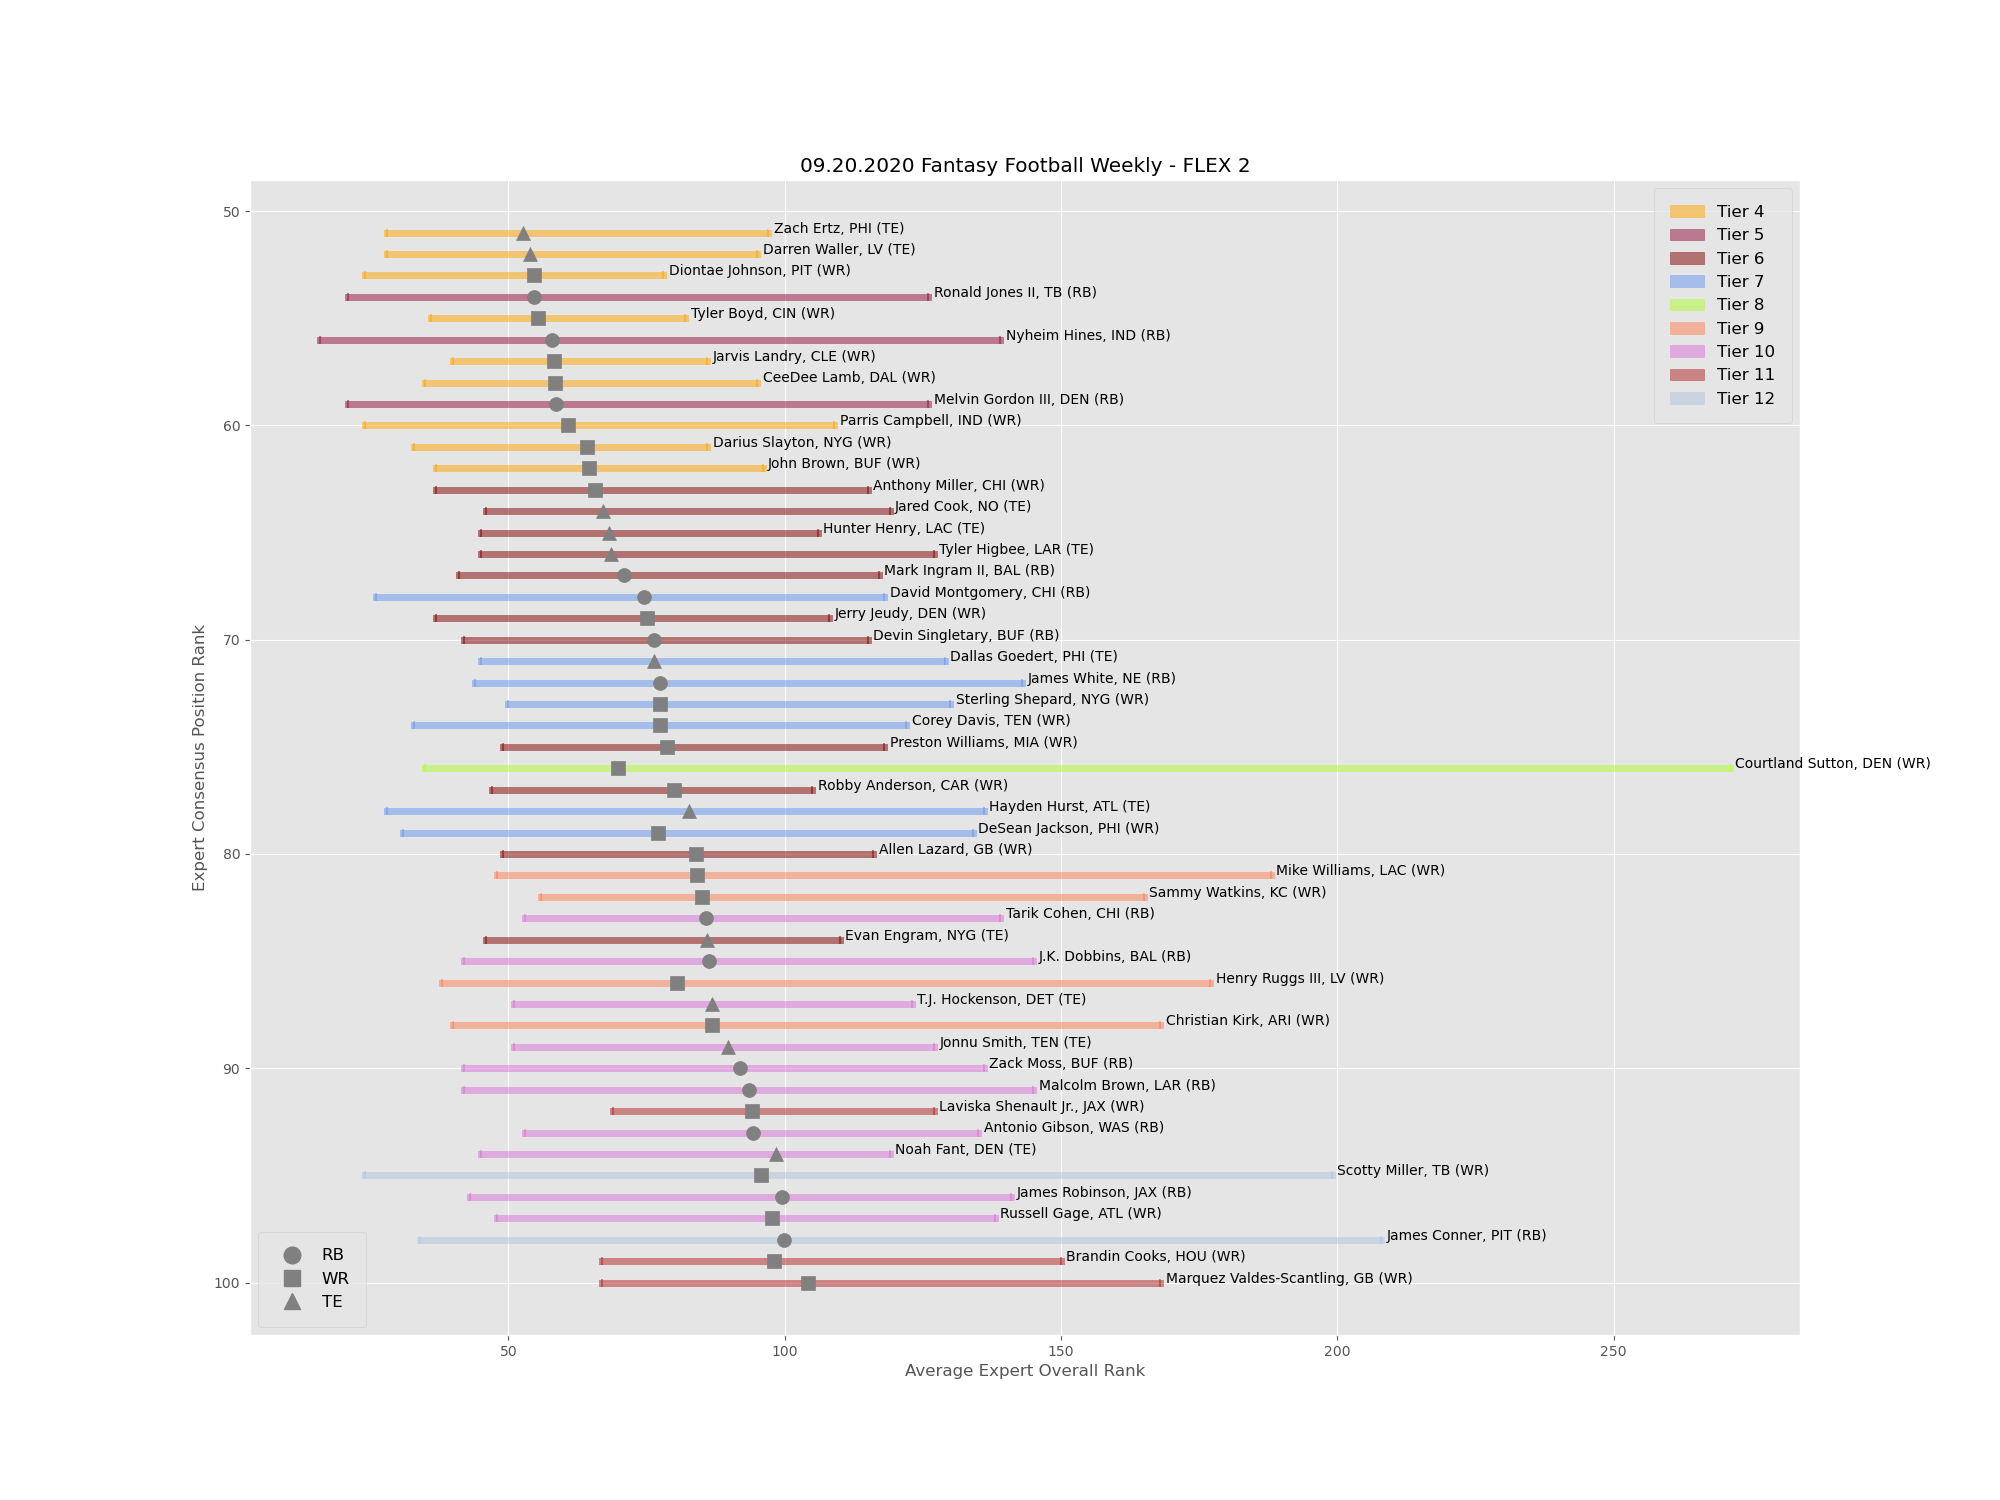 09.20.2020 Fantasy Football Weekly - FLEX 2
Tier 4
Tier 5
Tier 6
Tier 7
Tier 8
Tier 9
Tier 10
Tier 11
Tier 12
50
60
70
80
90
100
Expert Consensus Position Rank
Zach Ertz, PHI (TE)
Darren Waller, LV (TE)
Diontae Johnson, PIT (WR)
Ronald Jones II, TB (RB)
Tyler Boyd, CIN (WR)
Nyheim Hines, IND (RB)
Jarvis Landry, CLE (WR)
CeeDee Lamb, DAL (WR)
Melvin Gordon III, DEN (RB)
Parris Campbell, IND (WR)
Darius Slayton, NYG (WR)
John Brown, BUF (WR)
Anthony Miller, CHI (WR)
Jared Cook, NO (TE)
Hunter Henry, LAC (TE)
Tyler Higbee, LAR (TE)
Mark Ingram II, BAL (RB)
David Montgomery, CHI (RB)
Jerry Jeudy, DEN (WR)
Devin Singletary, BUF (RB)
Dallas Goedert, PHI (TE)
James White, NE (RB)
Sterling Shepard, NYG (WR)
Corey Davis, TEN (WR)
Preston Williams, MIA (WR)
Courtland Sutton, DEN (WR)
Robby Anderson, CAR (WR)
Hayden Hurst, ATL (TE)
DeSean Jackson, PHI (WR)
Allen Lazard, GB (WR)
Mike Williams, LAC (WR)
Sammy Watkins, KC (WR)
Tarik Cohen, CHI (RB)
Evan Engram, NYG (TE)
J.K. Dobbins, BAL (RB)
Henry Ruggs III, LV (WR)
T.J. Hockenson, DET (TE)
Christian Kirk, ARI (WR)
Jonnu Smith, TEN (TE)
Zack Moss, BUF (RB)
Malcolm Brown, LAR (RB)
Laviska Shenault Jr., JAX (WR)
Antonio Gibson, WAS (RB)
Noah Fant, DEN (TE)
Scotty Miller, TB (WR)
James Robinson, JAX (RB)
Russell Gage, ATL (WR)
James Conner, PIT (RB)
Brandin Cooks, HOU (WR)
Marquez Valdes-Scantling, GB (WR)
RB
WR
TE
50
100
150
200
250
Average Expert Overall Rank